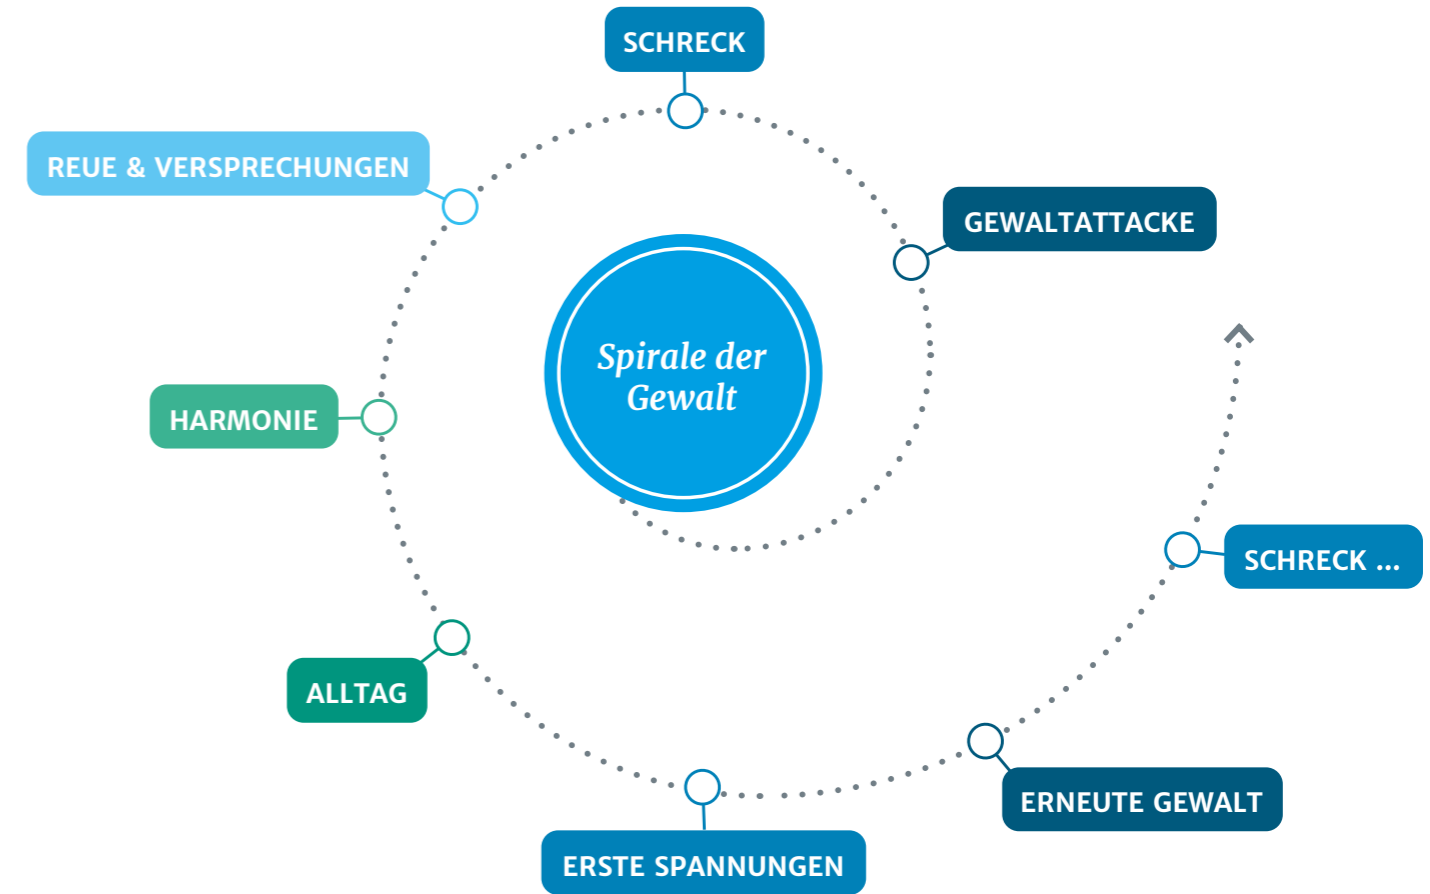 SCHRECK
REUE & VERSPRECHUNGEN
GEWALTATTACKE
Spirale der
Gewalt
HARMONIE
SCHRECK ...
ALLTAG
ERNEUTE GEWALT
ERSTE SPANNUNGEN